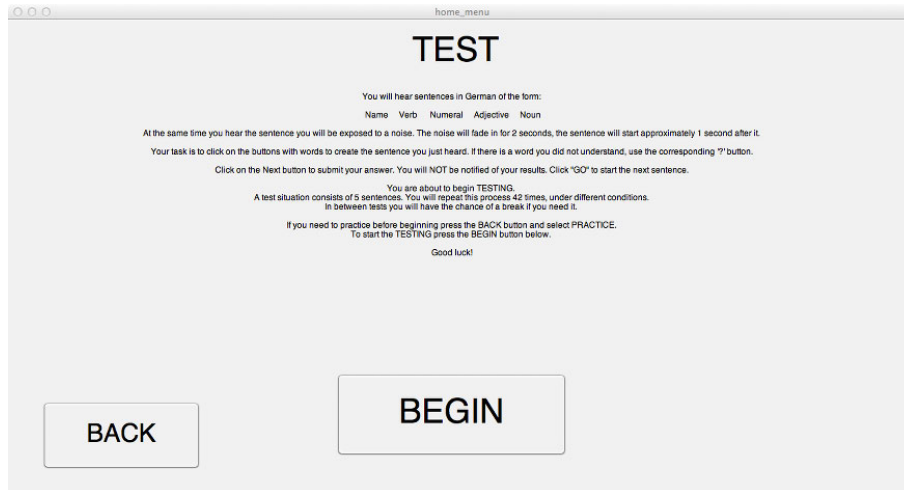 home_menu
TEST
You will hear sentences in German of the form:
Name Verb Numeral Adjective Noun
At the same time you hear the sentence you will be exposed to a noise. The noise will fade in for 2 seconds, the sentence will start approximately 1 second after it.
Your task is to click on the buttons with words to create the sentence you just heard. If there is a word you did not understand, use the corresponding '?' button.
Click on the Next button to submit your answer. You will NOT be notified of your results. Click "GO" to start the next sentence.
You are about to begin TESTING.
A test situation consists of 5 sentences. You will repeat this process 42 times, under different conditions.
In between tests you will have the chance of a break if you need it.
If you need to practice before beginning press the BACK button and select PRACTICE.
To start the TESTING press the BEGIN button below.
Good luck!
BEGIN
BACK